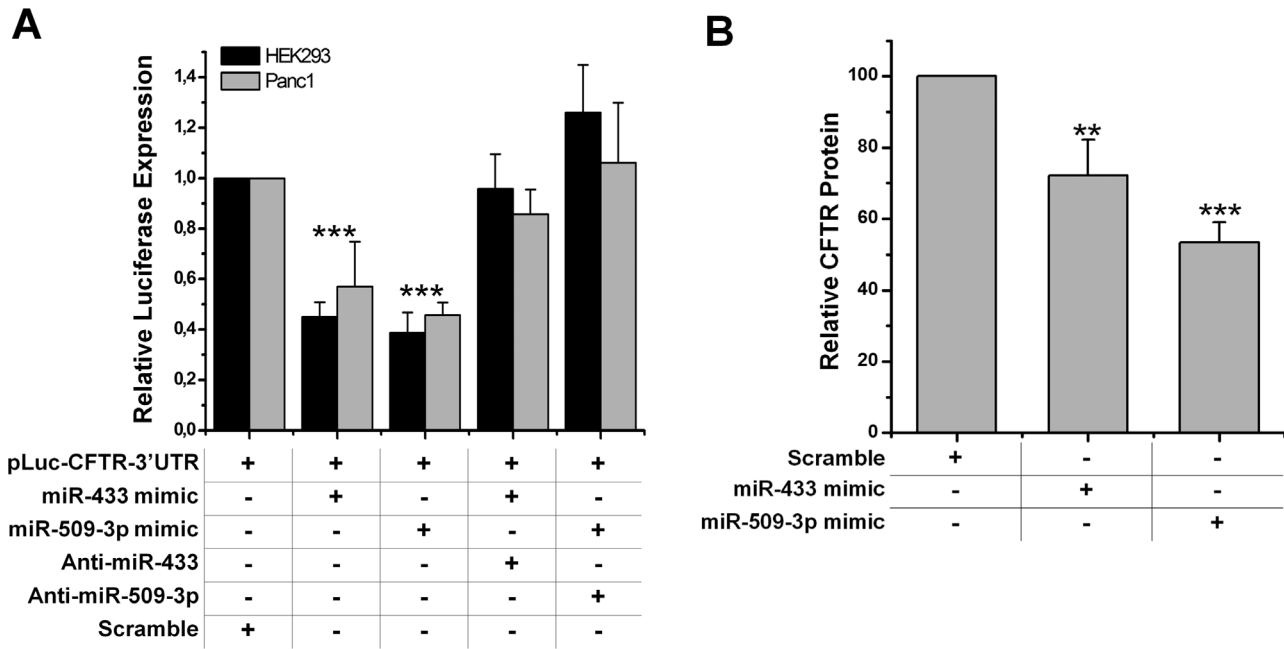 A
HEK293
Panc1
Relative Luciferase Expression
1,4
1,2
1,0
0,8
0,6
0,4
0,2
0,0
***
***
pLuc-CFTR-3’UTR + + + + +
miR-433 mimic - + - + -
miR-509-3p mimic - - + - +
Anti-miR-433 - - - + -
Anti-miR-509-3p - - - - +
Scramble + - - - -
B
Relative CFTR Protein
100
80
60
40
20
0
**
***
Scramble + - -
miR-433 mimic - + -
miR-509-3p mimic - - +